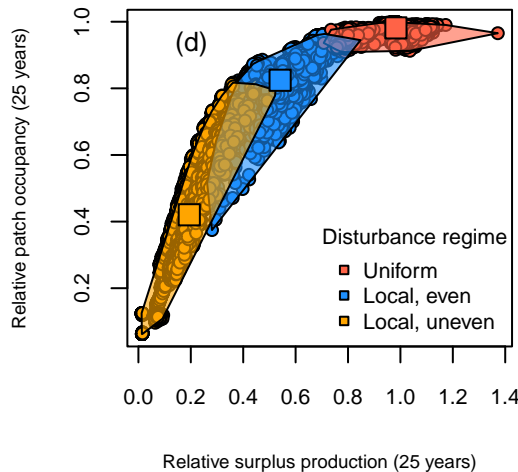 (d)
Relative patch occupancy (25 years)
1.0
0.8
0.6
0.4
0.2
Disturbance regime
Uniform
Local, even
Local, uneven
0.0 0.2 0.4 0.6 0.8 1.0 1.2 1.4
Relative surplus production (25 years)